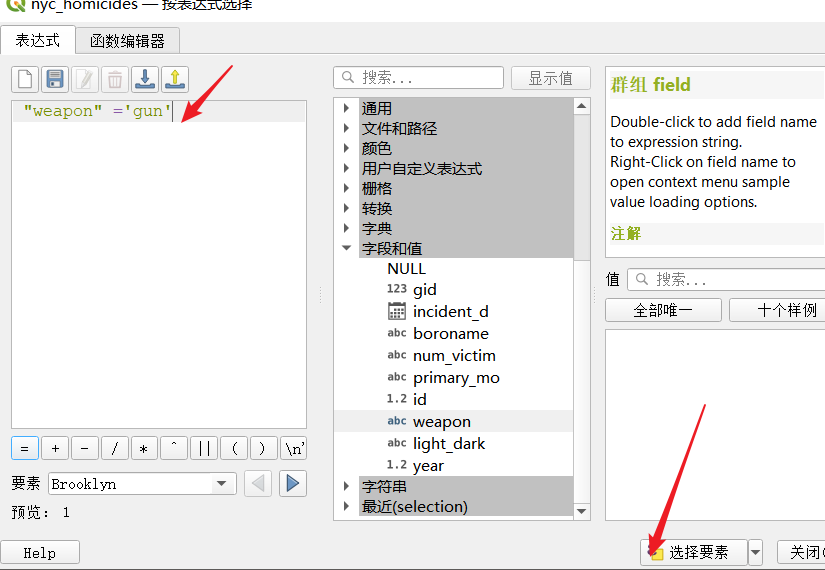 nyc_homicides — 按表达式选择
表达式
函数编辑器
"weapon" ='gun'
=
+
-
/
*
^
||
(
)
\n'
要素 Brooklyn
预览： 1
Help
搜索...
显示值
通用
文件和路径
颜色
用户自定义表达式
栅格
转换
字典
字段和值
NULL
123 gid
incident_d
abc boroname
abc num_victim
abc primary_mo
1.2 id
abc weapon
abc light_dark
1.2 year
字符串
最近(selection)
群组 field
Double-click to add field name
to expression string.
Right-Click on field name to
open context menu sample
value loading options.
注解
值 搜索...
全部唯一
十个样例
选择要素
关闭(